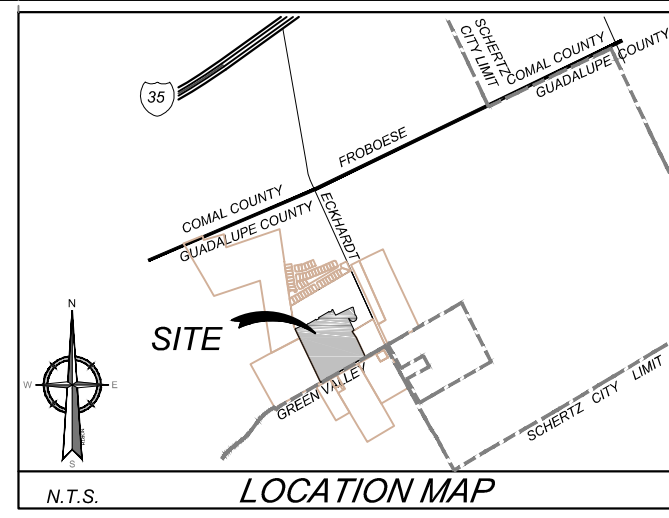 SCHERTZ
CITY LIMIT
COMAL COUNTY
GUADALUPE COUNTY
35
FROBOESE
COMAL COUNTY
GUADALUPE COUNTY
ECKHARDT
SITE
N
W
E
S
GREEN VALLEY
SCHERTZ CITY LIMIT
N.T.S.
LOCATION MAP